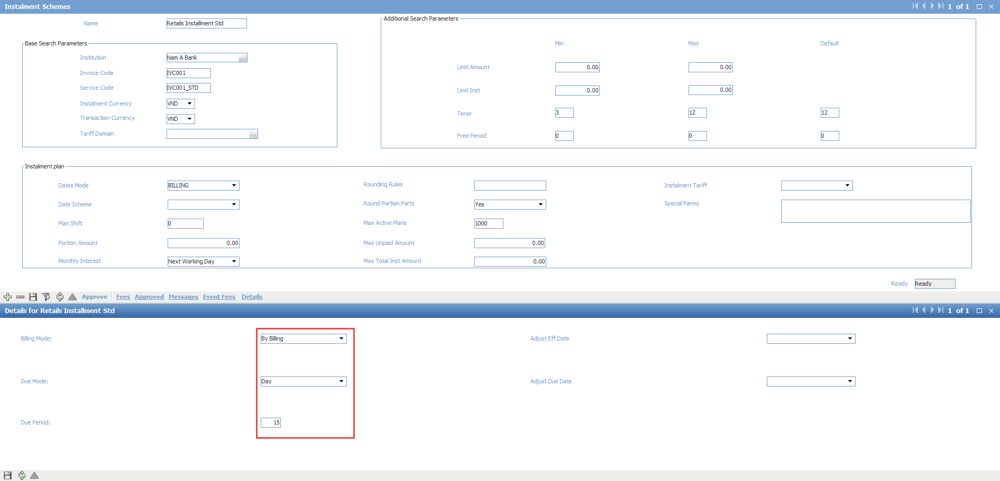 Instalment Schemes
1 of 1
Name
Retails Installment Std
Base Search Parameters
Institution
Nam A Bank
...
Invoice Code
IVC001
Service Code
IVC001_STD
Instalment Currency
VND
Transaction Currency
VND
Tariff Domain
...
Additional Search Parameters
Min
Max
Default
Limit Amount
0.00
0.00
Limit Inst
0.00
0.00
Tenor
3
12
12
Free Period
0
0
0
Instalment plan
Dates Mode
BILLING
Date Scheme
Plan Shift
0
Portion Amount
0.00
Monthly Interest
Next Working Day
Rounding Rules
Round Portion Parts
Yes
Max Active Plans
1000
Max Unpaid Amount
0.00
Max Total Inst Amount
0.00
Instalment Tariff
Special Parms
Ready
Ready
Approve
Fees
Approved
Messages
Event Fees
Details
Details for Retails Installment Std
1 of 1
Billing Mode:
By Billing
Adjust Eff Date
Due Mode:
Day
Adjust Due Date
Due Period:
15